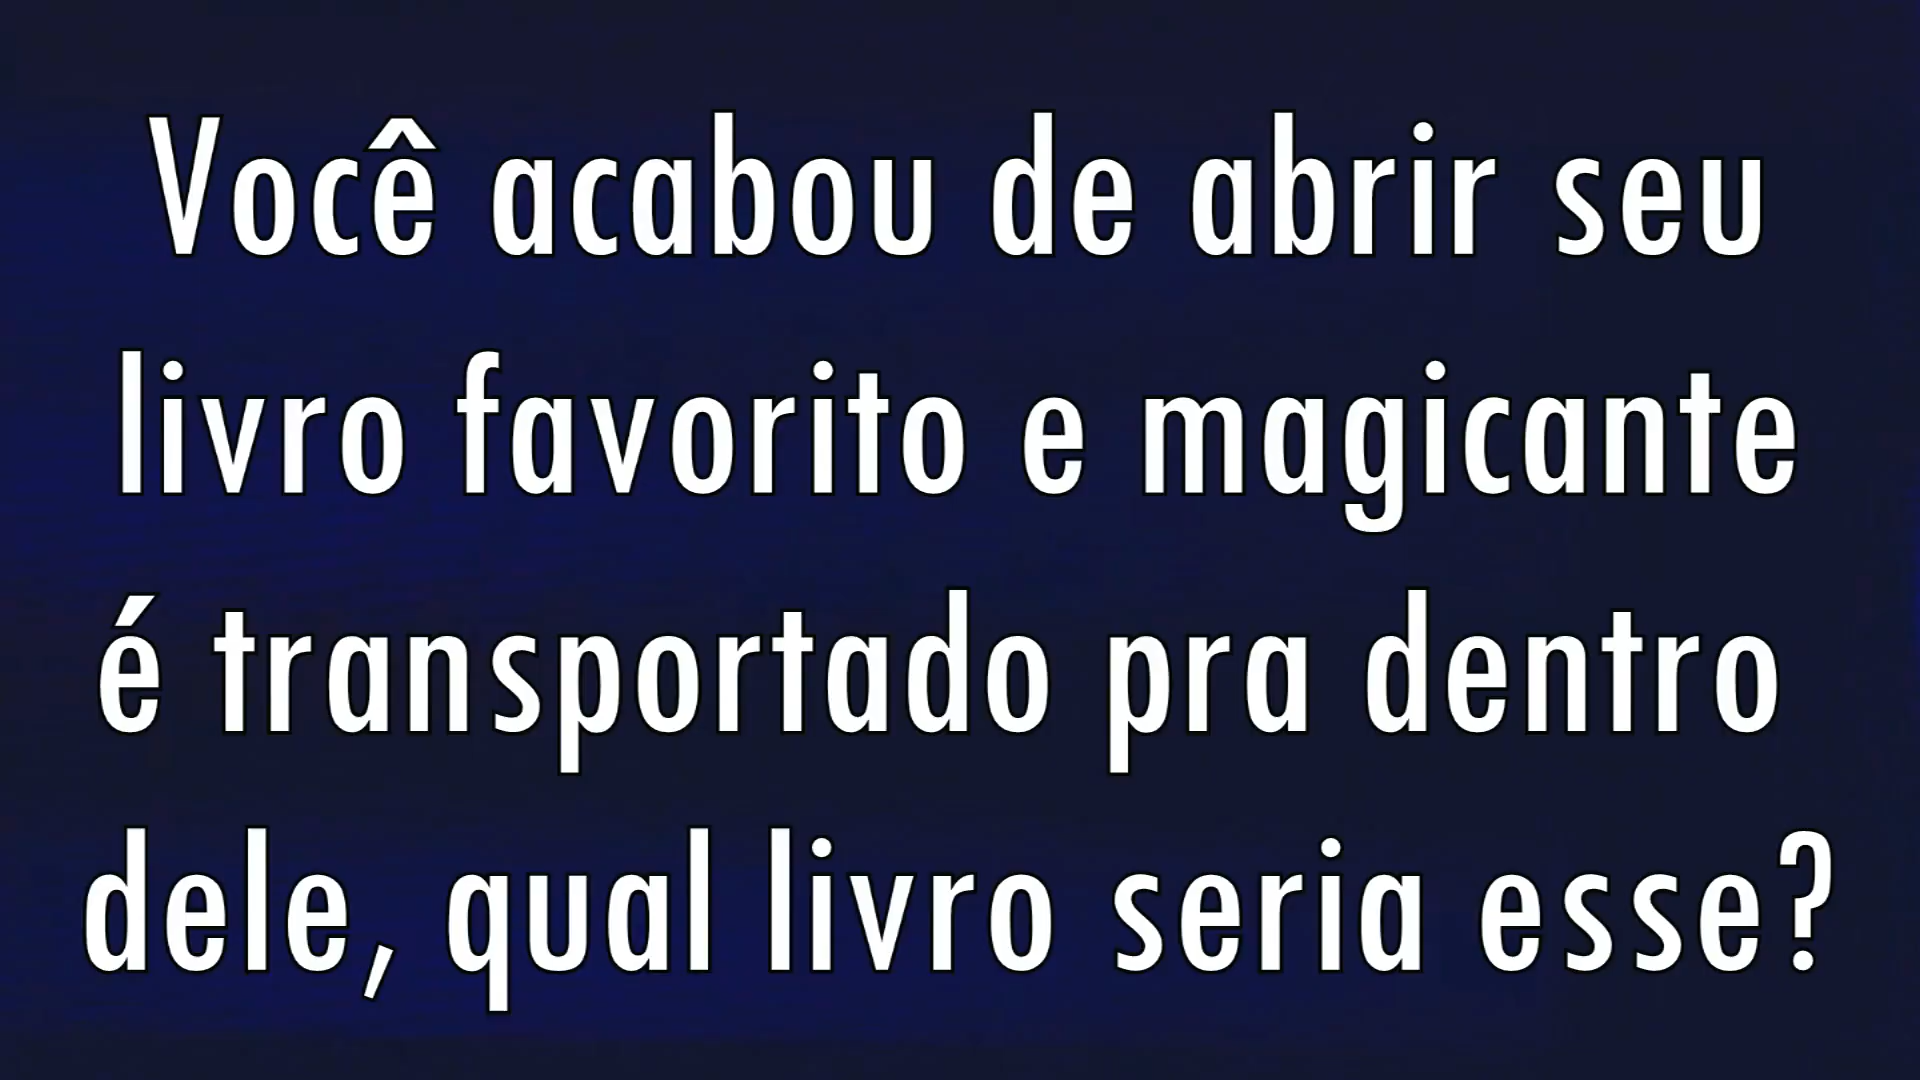 Você acabou de abrir seu
livro favorito e magicante
é transportado pra dentro
dele, qual livro seria esse?